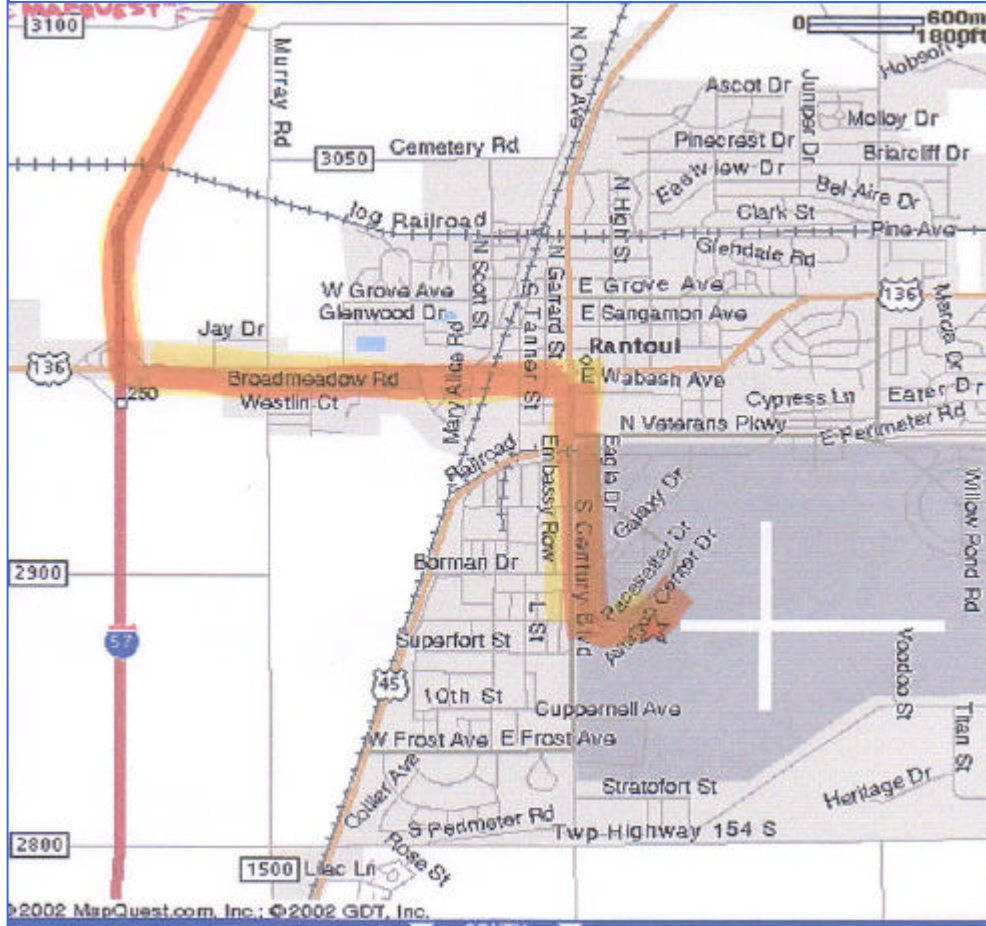 MAPQUEST
3100
600m
0
1800ft
Hobson
Murray Rd
N Ohio Ave
Ascot Dr
Juniper Dr
Molloy Dr
Pinecrest Dr
Briarcliff Dr
3050
Cemetery Rd
Eastview Dr
Bel-Aire Dr
N High St
Clark St
Pine Ave
log Railroad
Glendale Rd
N Scott St
N Garrard St
W Grove Ave
E Grove Ave
136
Glenwood Dr
S Tanner St
E Sangamon Ave
Marda Dr
Jay Dr
Mary Alice Rd
Rantoul
136
Broadmeadow Rd
Wabash Ave
250
Westlin Ct
Cypress Ln
Eater Dr
N Veterans Pkwy
E Perimeter Rd
Railroad
Embassy Row
Eagle Dr
Galaxy Dr
Willow Pond Rd
S Century Blvd
Pacesetter Dr
2900
Borman Dr
Aviation Center Dr
L St
57
Superfort St
Voodoo St
45
10th St
Cuppernell Ave
Titan St
W Frost Ave
E Frost Ave
Stratofort St
Heritage Dr
Collier Ave
S Perimeter Rd
Twp Highway 154 S
2800
Rose St
1500
Lilac Ln
©2002 MapQuest.com, Inc.; ©2002 GDT, Inc.
SOUTH